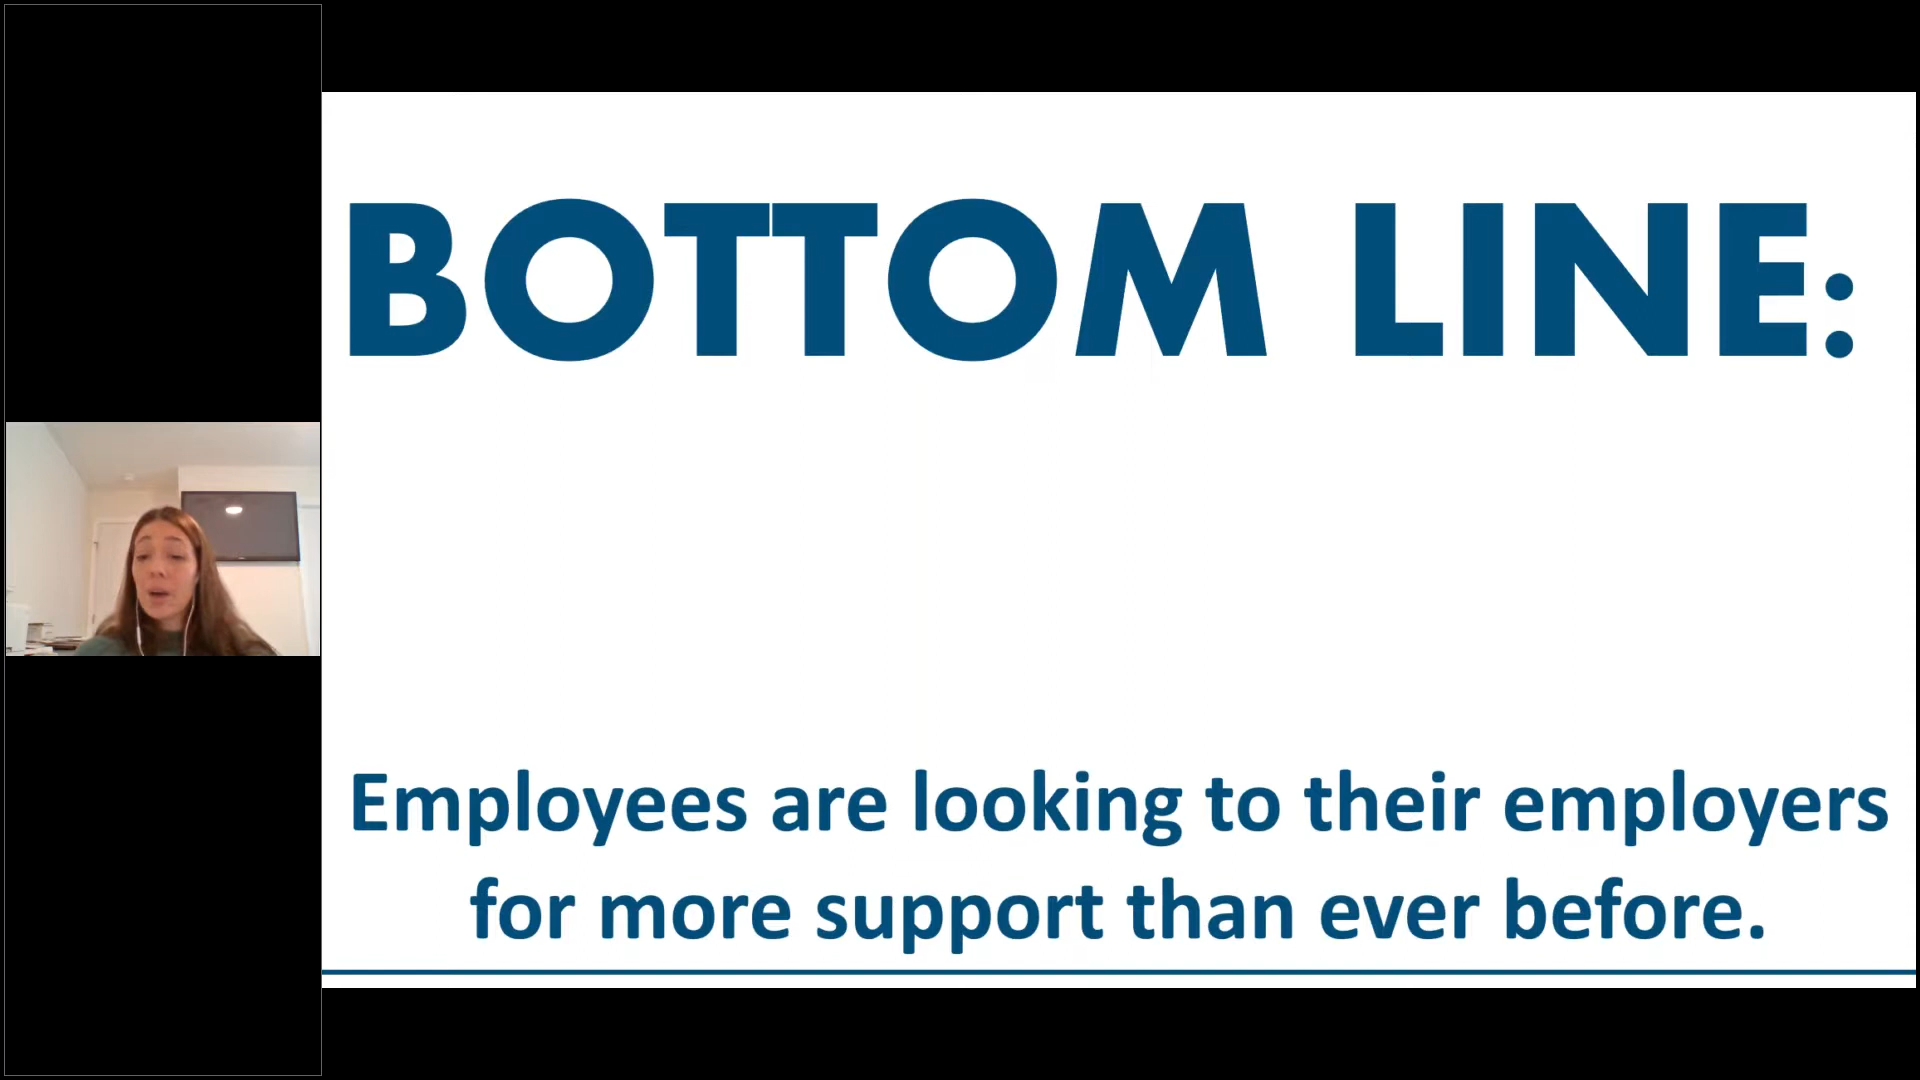 BOTTOM LINE:
Employees are looking to their employers
for more support than ever before.